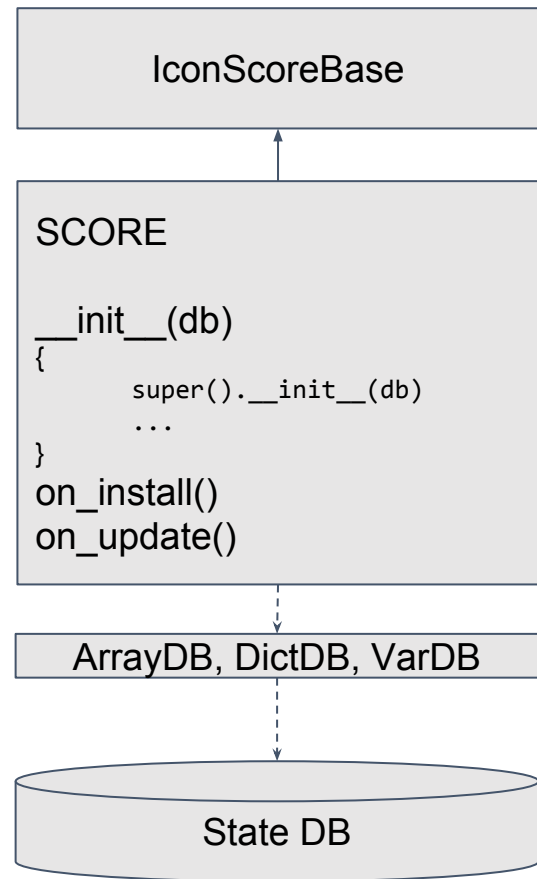 IconScoreBase
SCORE
__init__(db)
{
super().__init__(db)
...
}
on_install()
on_update()
ArrayDB, DictDB, VarDB
State DB